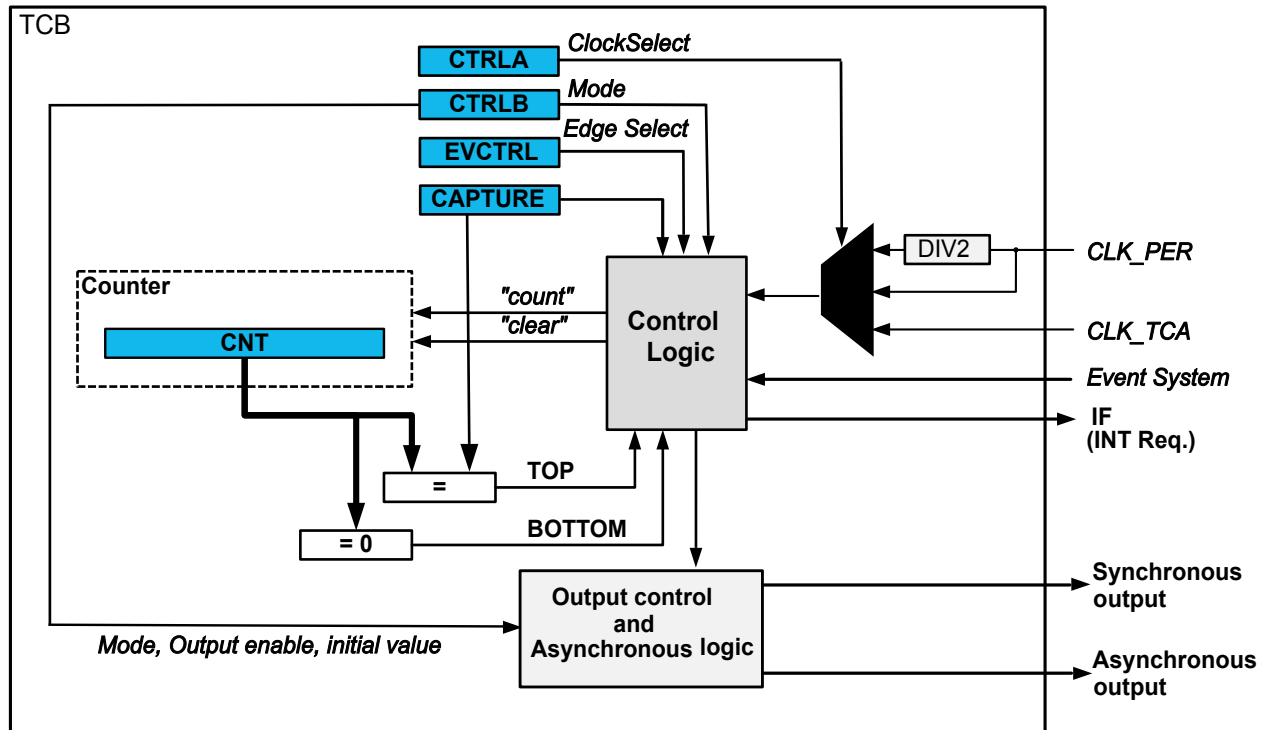 TCB
CTRLA
ClockSelect
CTRLB
Mode
EVCTRL
Edge Select
CAPTURE
DIV2
CLK_PER
Counter
"count"
Control
Logic
CNT
"clear"
CLK_TCA
Event System
IF
(INT Req.)
=
TOP
= 0
BOTTOM
Output control
and
Asynchronous logic
Synchronous
output
Mode, Output enable, initial value
Asynchronous
output